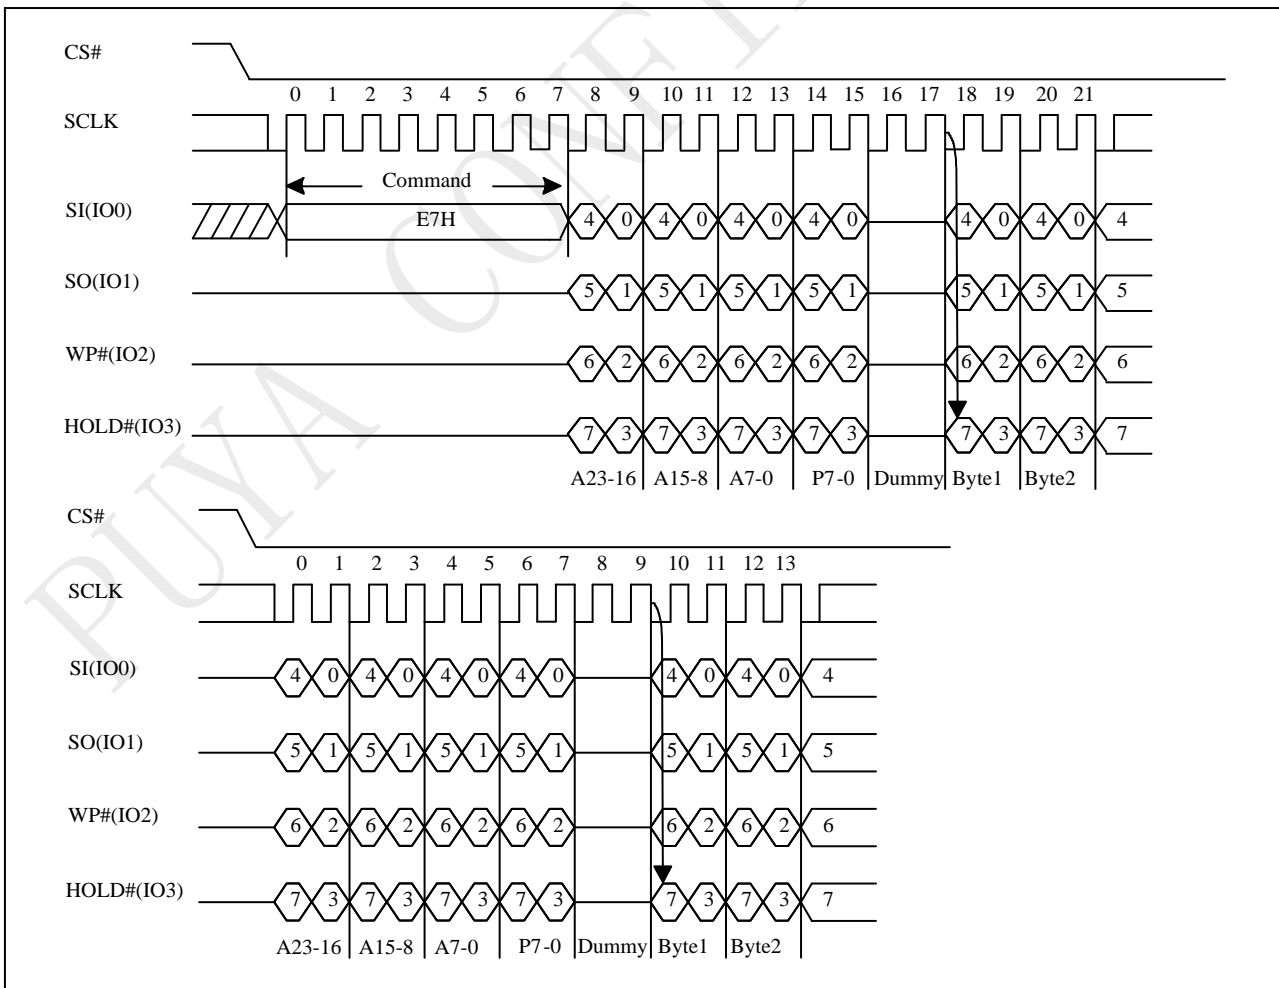 CS#
0 1 2 3 4 5 6 7 8 9 10 11 12 13 14 15 16 17 18 19 20 21
SCLK
Command
SI(IO0) E7H 4 0 4 0 4 0 4 0 4 0 4 0 4
SO(IO1) 5 1 5 1 5 1 5 1 5 1 5 1 5
WP#(IO2) 6 2 6 2 6 2 6 2 6 2 6 2 6
HOLD#(IO3) 7 3 7 3 7 3 7 3 7 3 7 3 7
A23-16 A15-8 A7-0 P7-0 Dummy Byte1 Byte2
CS#
0 1 2 3 4 5 6 7 8 9 10 11 12 13
SCLK
SI(IO0) 4 0 4 0 4 0 4 0 4 0 4 0 4
SO(IO1) 5 1 5 1 5 1 5 1 5 1 5 1 5
WP#(IO2) 6 2 6 2 6 2 6 2 6 2 6 2 6
HOLD#(IO3) 7 3 7 3 7 3 7 3 7 3 7 3 7
A23-16 A15-8 A7-0 P7-0 Dummy Byte1 Byte2
PUYA CONF